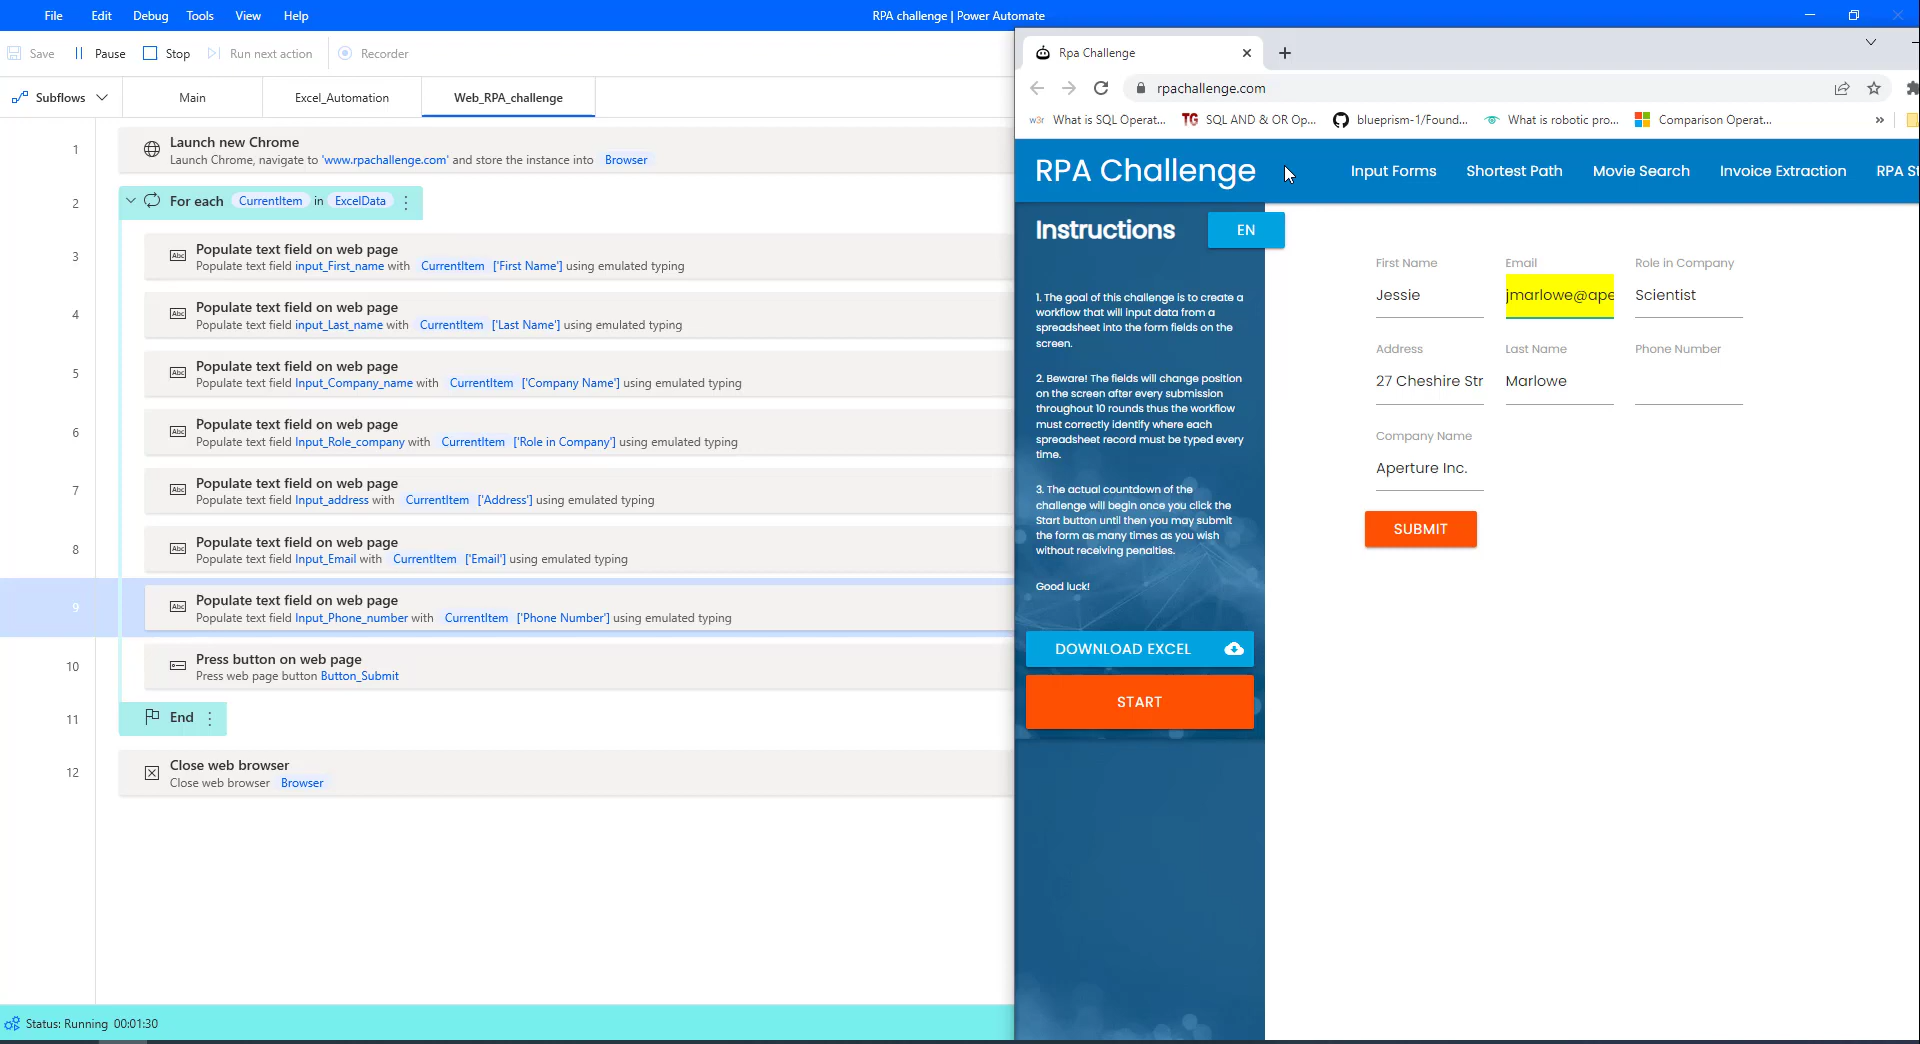 File Edit Debug Tools View Help
RPA challenge | Power Automate
Save Pause Stop Run next action Recorder
Subflows Main Excel_Automation Web_RPA_challenge
1 Launch new Chrome
Launch Chrome, navigate to 'www.rpachallenge.com' and store the instance into Browser
2 For each CurrentItem in ExcelData
3 Populate text field on web page
Populate text field input_First_name with CurrentItem ['First Name'] using emulated typing
4 Populate text field on web page
Populate text field input_Last_name with CurrentItem ['Last Name'] using emulated typing
5 Populate text field on web page
Populate text field Input_Company_name with CurrentItem ['Company Name'] using emulated typing
6 Populate text field on web page
Populate text field Input_Role_company with CurrentItem ['Role in Company'] using emulated typing
7 Populate text field on web page
Populate text field Input_address with CurrentItem ['Address'] using emulated typing
8 Populate text field on web page
Populate text field Input_Email with CurrentItem ['Email'] using emulated typing
9 Populate text field on web page
Populate text field Input_Phone_number with CurrentItem ['Phone Number'] using emulated typing
10 Press button on web page
Press web page button Button_Submit
11 End
12 Close web browser
Close web browser Browser
Status: Running 00:01:30
Rpa Challenge
rpachallenge.com
w3r What is SQL Operat... TG SQL AND & OR Op... blueprism-1/Found... What is robotic pro... Comparison Operat... »
RPA Challenge Input Forms Shortest Path Movie Search Invoice Extraction RPA St
Instructions EN
1. The goal of this challenge is to create a
workflow that will input data from a
spreadsheet into the form fields on the
screen.
2. Beware! The fields will change position
on the screen after every submission
throughout 10 rounds thus the workflow
must correctly identify where each
spreadsheet record must be typed every
time.
3. The actual countdown of the
challenge will begin once you click the
Start button until then you may submit
the form as many times as you wish
without receiving penalties.
Good luck!
DOWNLOAD EXCEL
START
First Name Email Role in Company
Jessie jmarlowe@ape Scientist
Address Last Name Phone Number
27 Cheshire Str Marlowe
Company Name
Aperture Inc.
SUBMIT